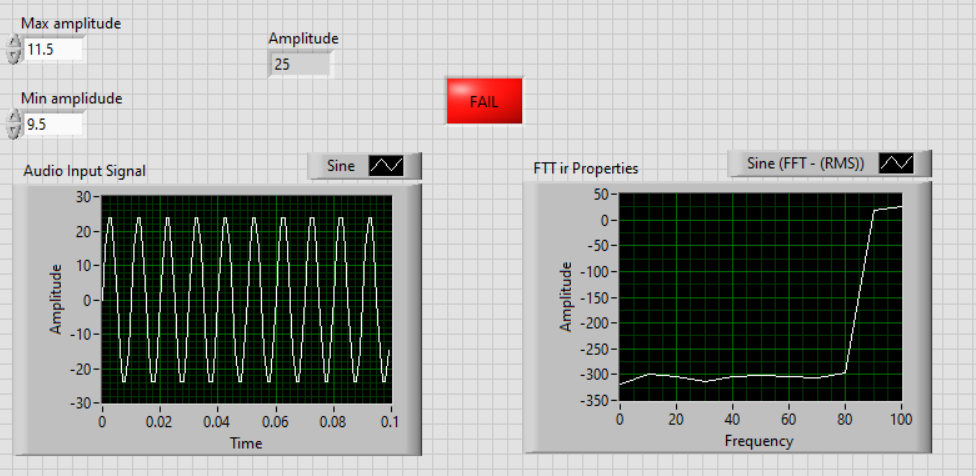 Max amplitude
11.5
Amplitude
25
FAIL
Min amplidude
9.5
Audio Input Signal
Sine
30
20
10
0
-10
-20
-30
Amplitude
0
0.02
0.04
0.06
0.08
0.1
Time
FTT ir Properties
Sine (FFT - (RMS))
50
0
-50
-100
-150
-200
-250
-300
-350
Amplitude
0
20
40
60
80
100
Frequency